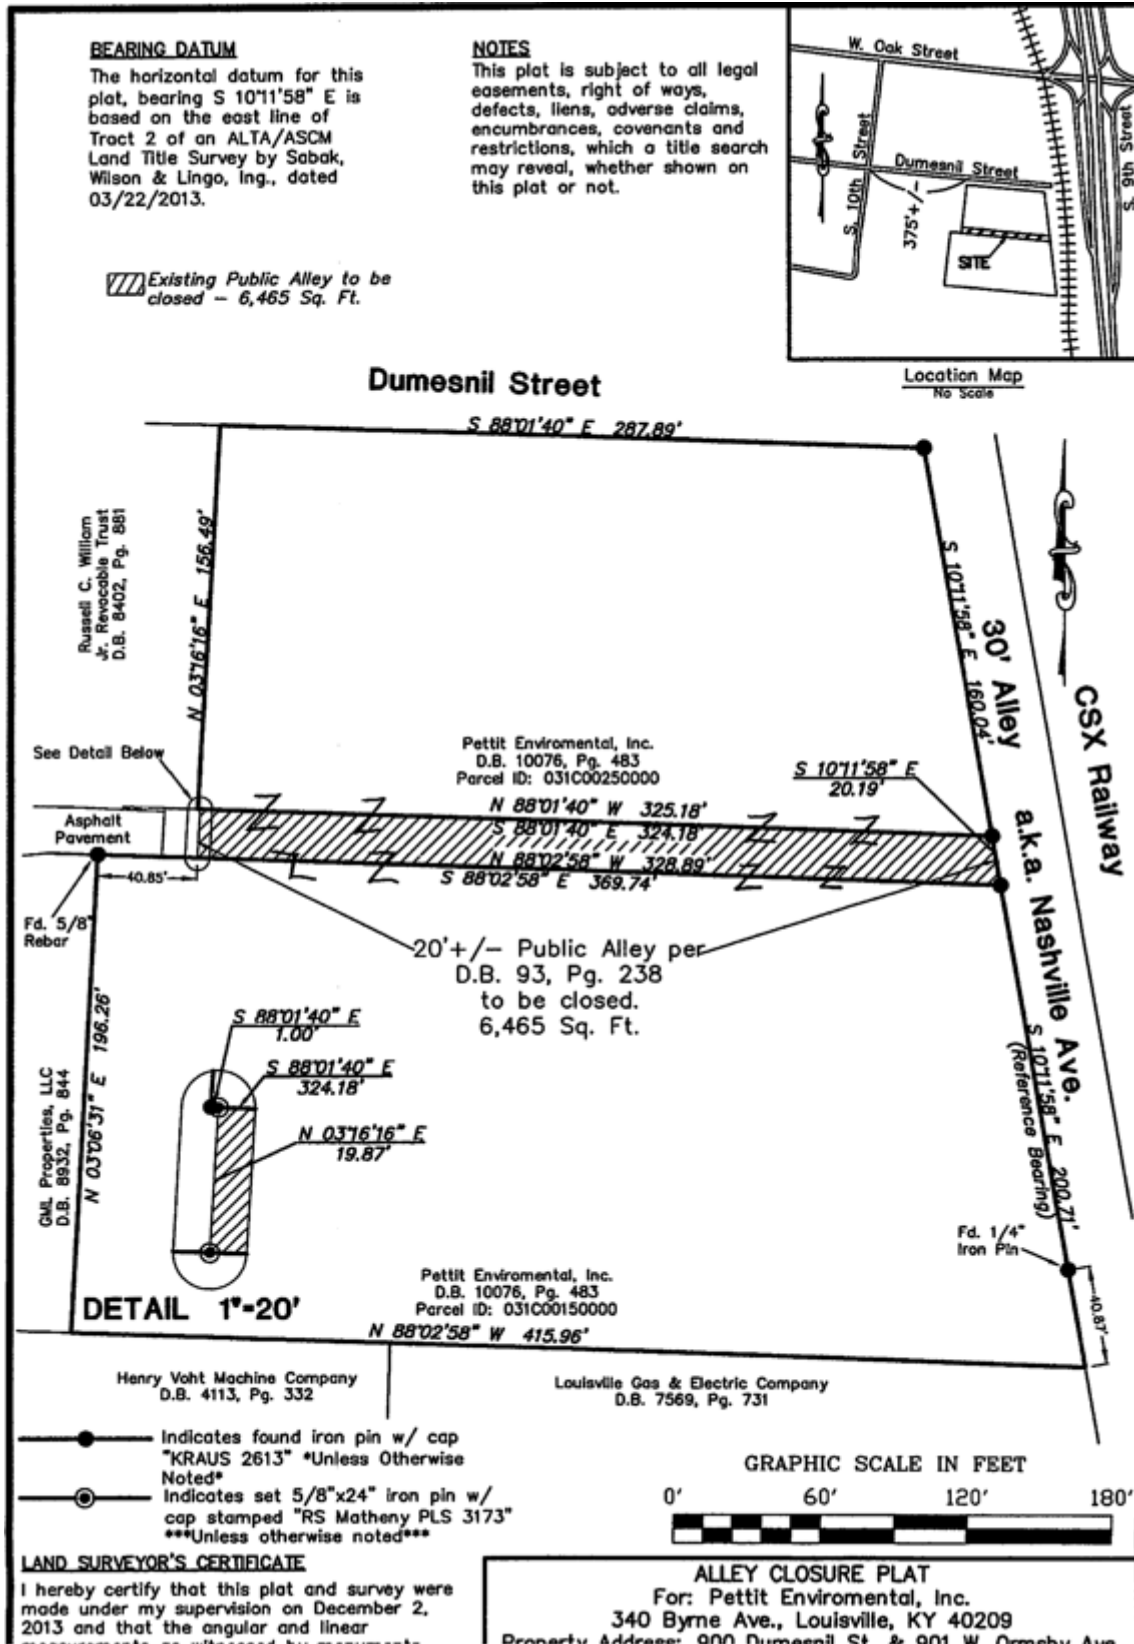 BEARING DATUM
The horizontal datum for this
plat, bearing S 10°11'58" E is
based on the east line of
Tract 2 of an ALTA/ASCM
Land Title Survey by Sabak,
Wilson & Lingo, Ing., dated
03/22/2013.
NOTES
This plat is subject to all legal
easements, right of ways,
defects, liens, adverse claims,
encumbrances, covenants and
restrictions, which a title search
may reveal, whether shown on
this plat or not.
Existing Public Alley to be
closed – 6,465 Sq. Ft.
W. Oak Street
S. 10th Street
Dumesnil Street
375'+/-
SITE
S. 9th Street
Location Map
No Scale
Dumesnil Street
S 88°01'40" E 287.89'
Russell C. William
Jr. Revocable Trust
D.B. 8402, Pg. 881
N 03°16'16" E 156.49'
S 10°11'58" E 160.04'
30' Alley
a.k.a. Nashville Ave.
CSX Railway
See Detail Below
Pettit Enviromental, Inc.
D.B. 10076, Pg. 483
Parcel ID: 031C00250000
S 10°11'58" E
20.19'
Asphalt
Pavement
N 88°01'40" W 325.18'
S 88°01'40" E 324.18'
N 88°02'58" W 328.89'
S 88°02'58" E 369.74'
40.85'
Fd. 5/8"
Rebar
20'+/- Public Alley per
D.B. 93, Pg. 238
to be closed.
6,465 Sq. Ft.
GML Properties, LLC
D.B. 8932, Pg. 844
N 03°06'31" E 196.26'
S 88°01'40" E
1.00'
S 88°01'40" E
324.18'
N 03°16'16" E
19.87'
DETAIL 1"=20'
S 10°11'58" E 200.71'
(Reference Bearing)
Fd. 1/4"
Iron Pin
40.87'
Pettit Enviromental, Inc.
D.B. 10076, Pg. 483
Parcel ID: 031C00150000
N 88°02'58" W 415.96'
Henry Voht Machine Company
D.B. 4113, Pg. 332
Louisville Gas & Electric Company
D.B. 7569, Pg. 731
Indicates found iron pin w/ cap
"KRAUS 2613" *Unless Otherwise
Noted*
Indicates set 5/8"x24" iron pin w/
cap stamped "RS Matheny PLS 3173"
***Unless otherwise noted***
GRAPHIC SCALE IN FEET
0' 60' 120' 180'
LAND SURVEYOR'S CERTIFICATE
I hereby certify that this plat and survey were
made under my supervision on December 2,
2013 and that the angular and linear
measurements, as witnessed by monuments
ALLEY CLOSURE PLAT
For: Pettit Enviromental, Inc.
340 Byrne Ave., Louisville, KY 40209
Property Address: 900 Dumesnil St. & 901 W. Ormsby Ave.